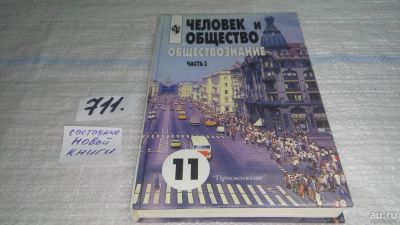 ЧЕЛОВЕК И
ОБЩЕСТВО
ОБЩЕСТВОЗНАНИЕ
ЧАСТЬ 2
711.
состояние
новой
книги
11
"Просвещение"
au.ru